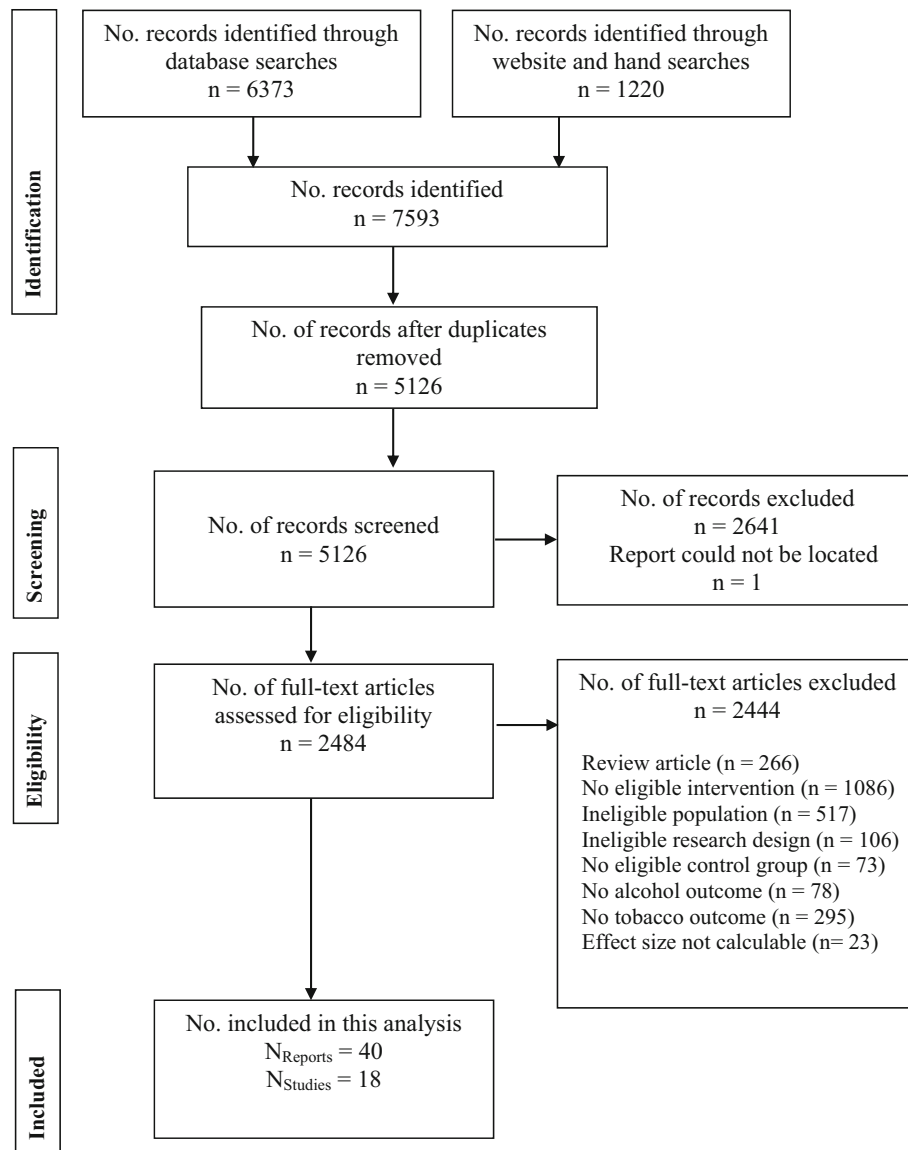 No. records identified through
database searches
n = 6373
No. records identified through
website and hand searches
n = 1220
Identification
No. records identified
n = 7593
No. of records after duplicates
removed
n = 5126
Screening
No. of records screened
n = 5126
No. of records excluded
n = 2641
Report could not be located
n = 1
Eligibility
No. of full-text articles
assessed for eligibility
n = 2484
No. of full-text articles excluded
n = 2444
Review article (n = 266)
No eligible intervention (n = 1086)
Ineligible population (n = 517)
Ineligible research design (n = 106)
No eligible control group (n = 73)
No alcohol outcome (n = 78)
No tobacco outcome (n = 295)
Effect size not calculable (n= 23)
Included
No. included in this analysis
NReports = 40
NStudies = 18